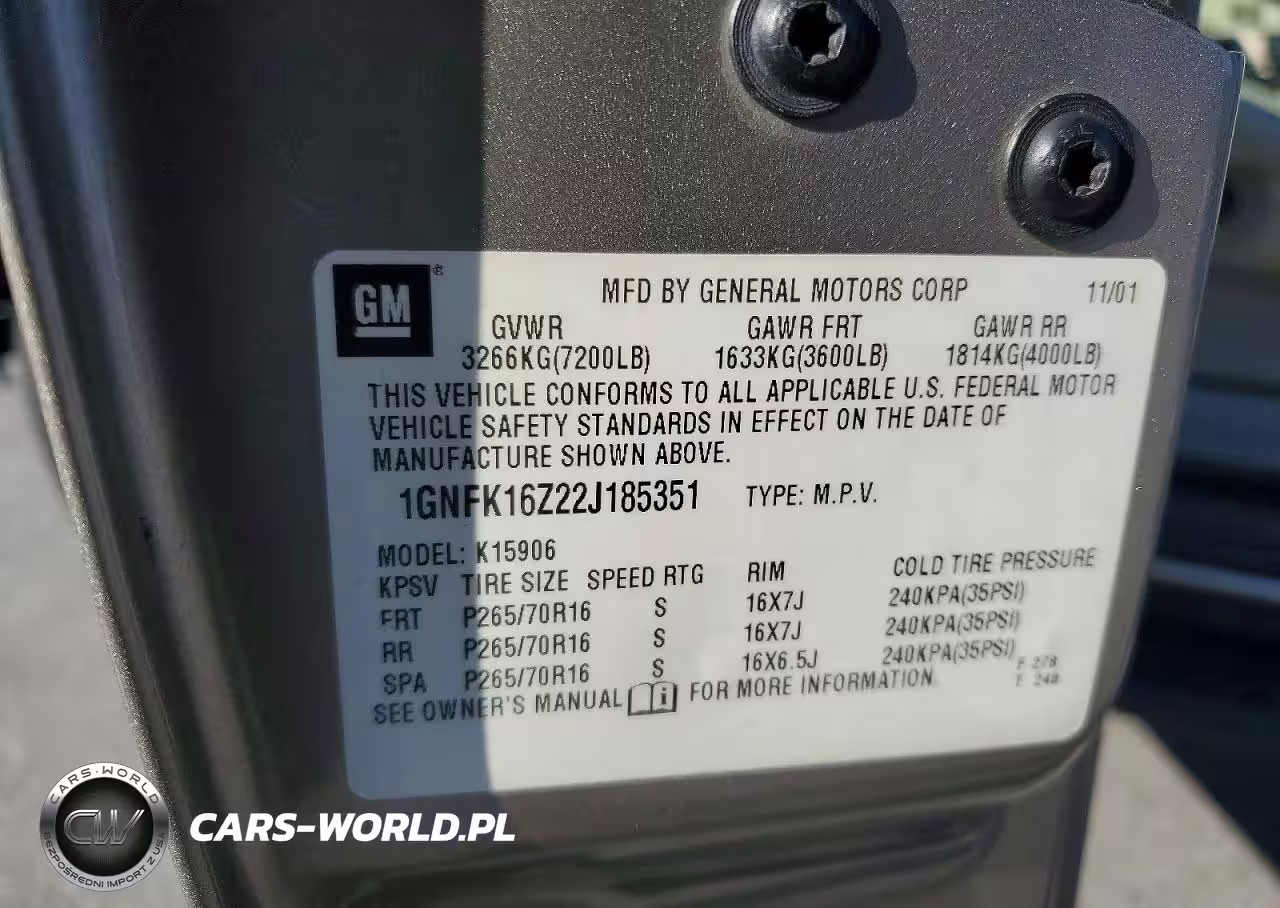 GM
MFD BY GENERAL MOTORS CORP 11/01
GVWR GAWR FRT GAWR RR
3266KG(7200LB) 1633KG(3600LB) 1814KG(4000LB)
THIS VEHICLE CONFORMS TO ALL APPLICABLE U.S. FEDERAL MOTOR
VEHICLE SAFETY STANDARDS IN EFFECT ON THE DATE OF
MANUFACTURE SHOWN ABOVE.
1GNFK16Z22J185351 TYPE: M.P.V.
MODEL: K15906
KPSV TIRE SIZE SPEED RTG RIM COLD TIRE PRESSURE
FRT P265/70R16 S 16X7J 240KPA(35PSI)
RR P265/70R16 S 16X7J 240KPA(35PSI)
SPA P265/70R16 S 16X6.5J 240KPA(35PSI)
SEE OWNER'S MANUAL FOR MORE INFORMATION
CARS-WORLD
CW
BEZPOŚREDNI IMPORT Z USA
CARS-WORLD.PL